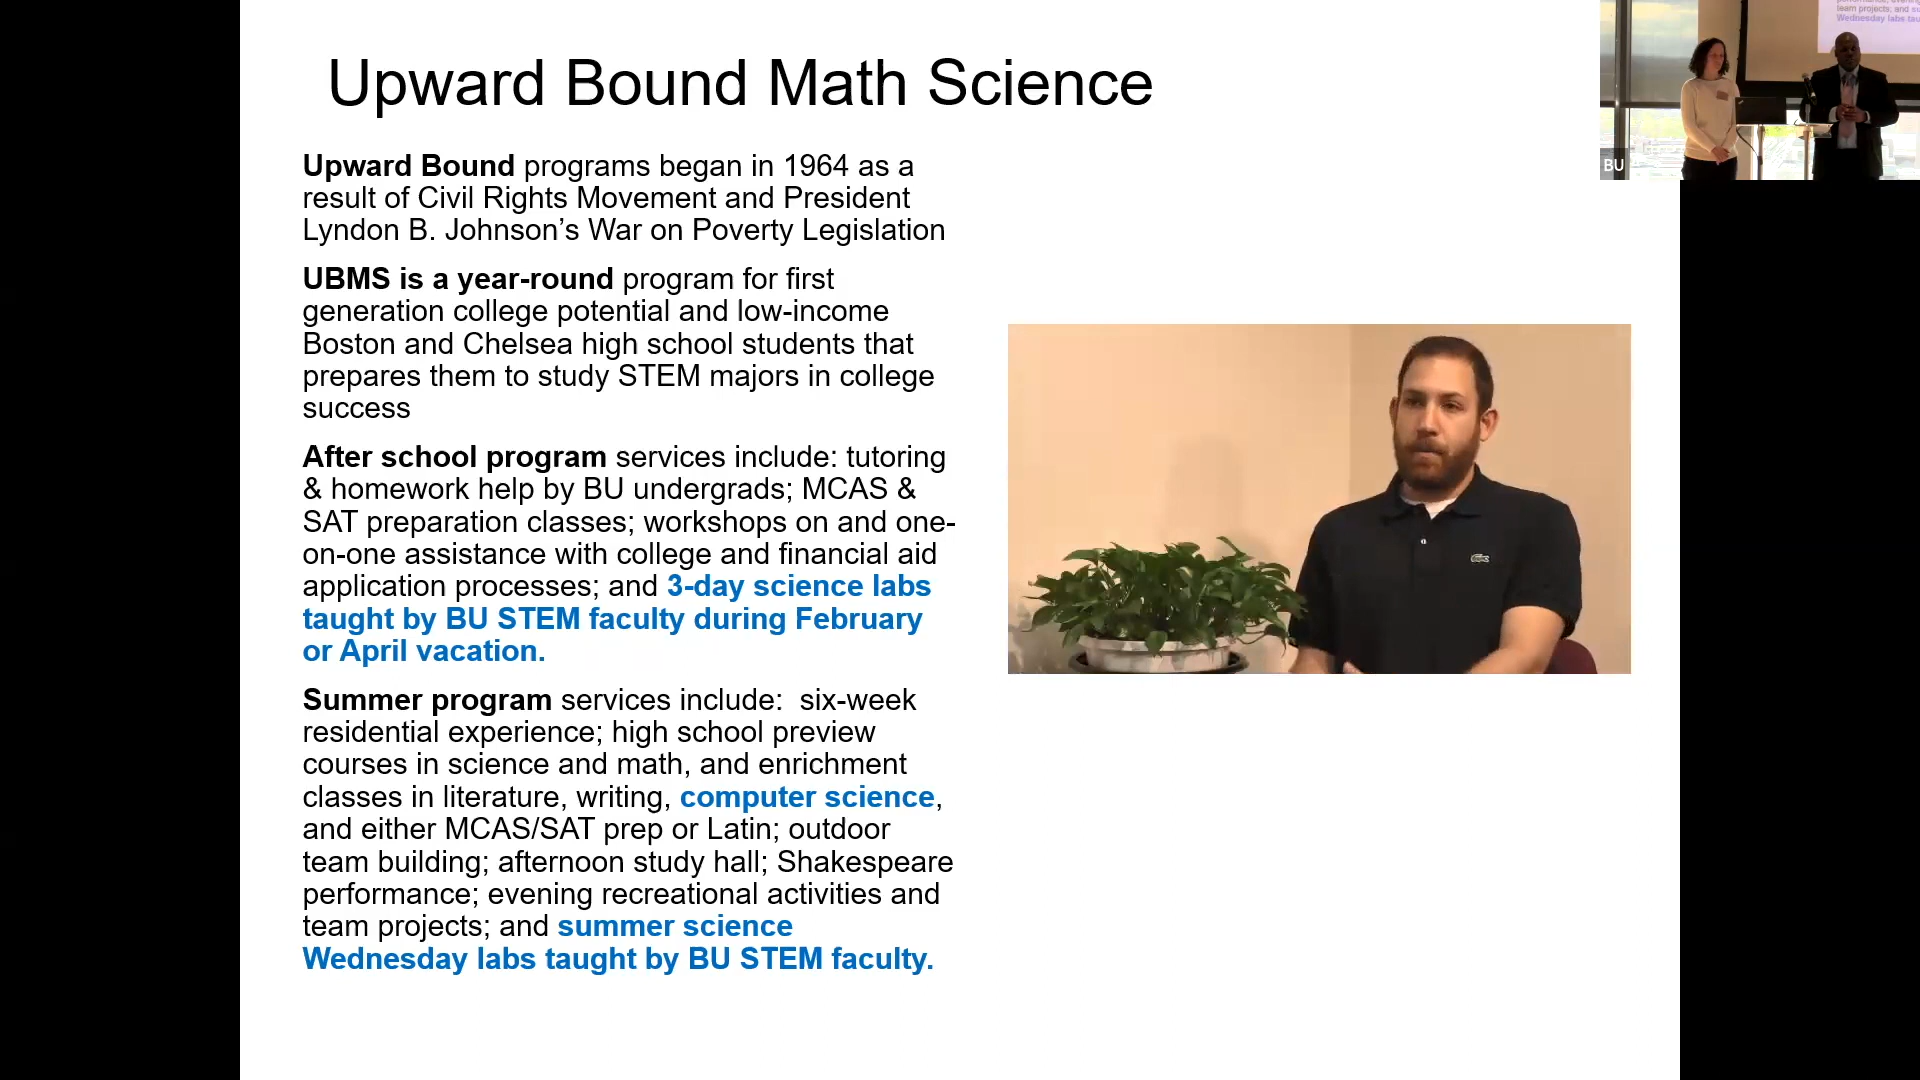 Upward Bound Math Science
Upward Bound programs began in 1964 as a
result of Civil Rights Movement and President
Lyndon B. Johnson’s War on Poverty Legislation
UBMS is a year-round program for first
generation college potential and low-income
Boston and Chelsea high school students that
prepares them to study STEM majors in college
success
After school program services include: tutoring
& homework help by BU undergrads; MCAS &
SAT preparation classes; workshops on and one-
on-one assistance with college and financial aid
application processes; and 3-day science labs
taught by BU STEM faculty during February
or April vacation.
Summer program services include:  six-week
residential experience; high school preview
courses in science and math, and enrichment
classes in literature, writing, computer science,
and either MCAS/SAT prep or Latin; outdoor
team building; afternoon study hall; Shakespeare
performance; evening recreational activities and
team projects; and summer science
Wednesday labs taught by BU STEM faculty.
team projects; and
Wednesday labs
BU